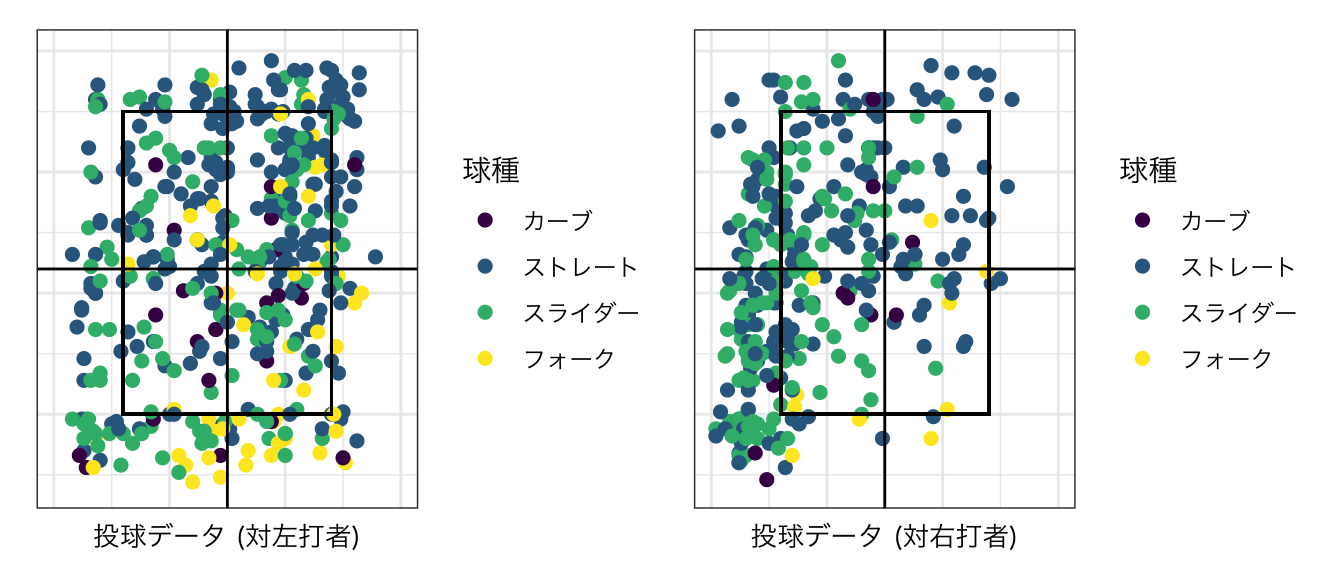 球種
カーブ
ストレート
スライダー
フォーク
投球データ (対左打者)
球種
カーブ
ストレート
スライダー
フォーク
投球データ (対右打者)